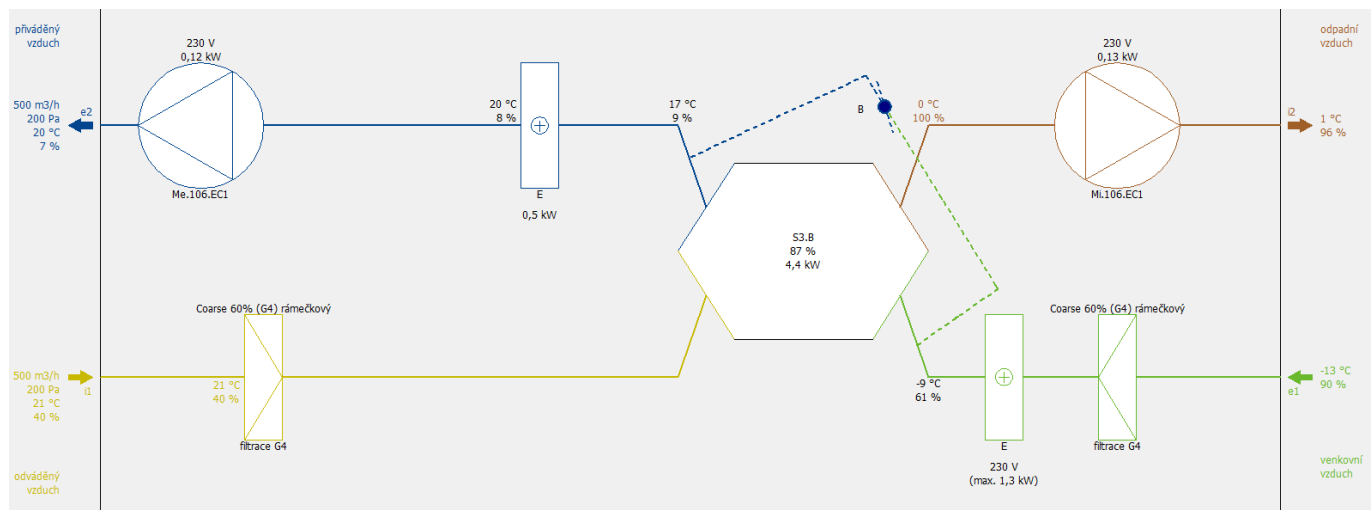 přiváděný
vzduch
230 V
0,12 kW
230 V
0,13 kW
odpadní
vzduch
500 m3/h
200 Pa
20 °C
7 %
e2
20 °C
8 %
17 °C
9 %
B
0 °C
100 %
i2
1 °C
96 %
Me.106.EC1
E
0,5 kW
Mi.106.EC1
S3.B
87 %
4,4 kW
Coarse 60% (G4) rámečkový
Coarse 60% (G4) rámečkový
500 m3/h
200 Pa
21 °C
40 %
i1
21 °C
40 %
-9 °C
61 %
-13 °C
90 %
e1
filtrace G4
E
filtrace G4
230 V
(max. 1,3 kW)
odváděný
vzduch
venkovní
vzduch